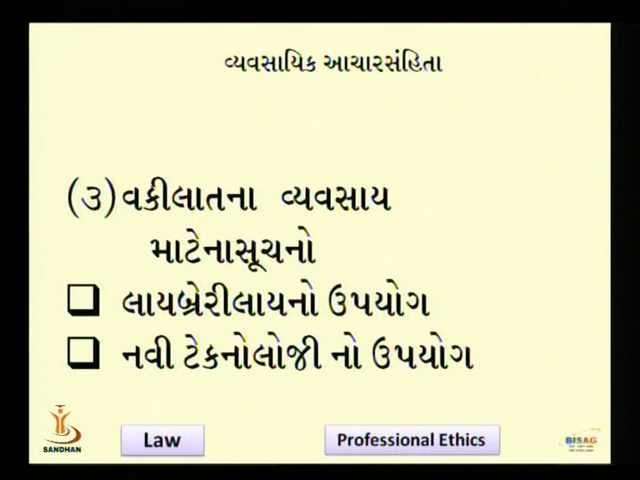 વ્યવસાયિક આચારસંહિતા
(૩) વકીલાતના વ્યવસાય
માટેનાસૂચનો
❑ લાયબ્રેરીલાયનો ઉપયોગ
❑ નવી ટેકનોલોજી નો ઉપયોગ
SANDHAN
Law
Professional Ethics
BISAG